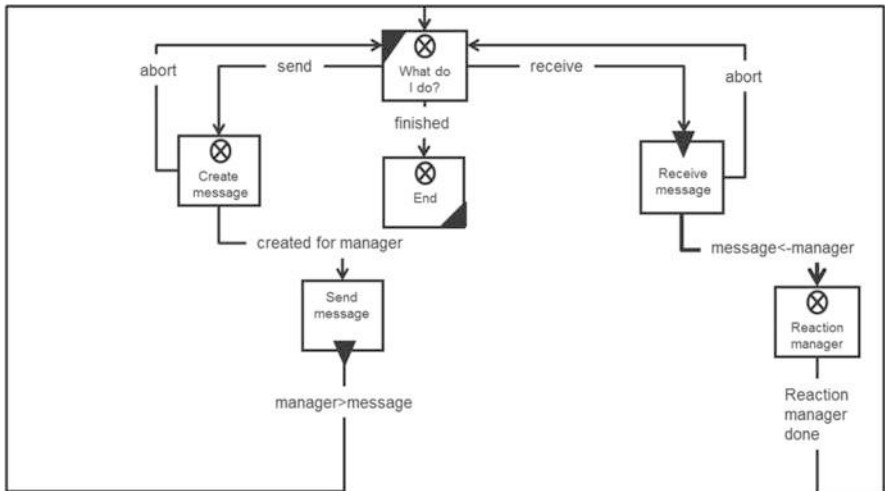 What do
I do?
abort
send
receive
abort
finished
Create
message
End
Receive
message
created for manager
message<-manager
Send
message
Reaction
manager
manager>message
Reaction
manager
done